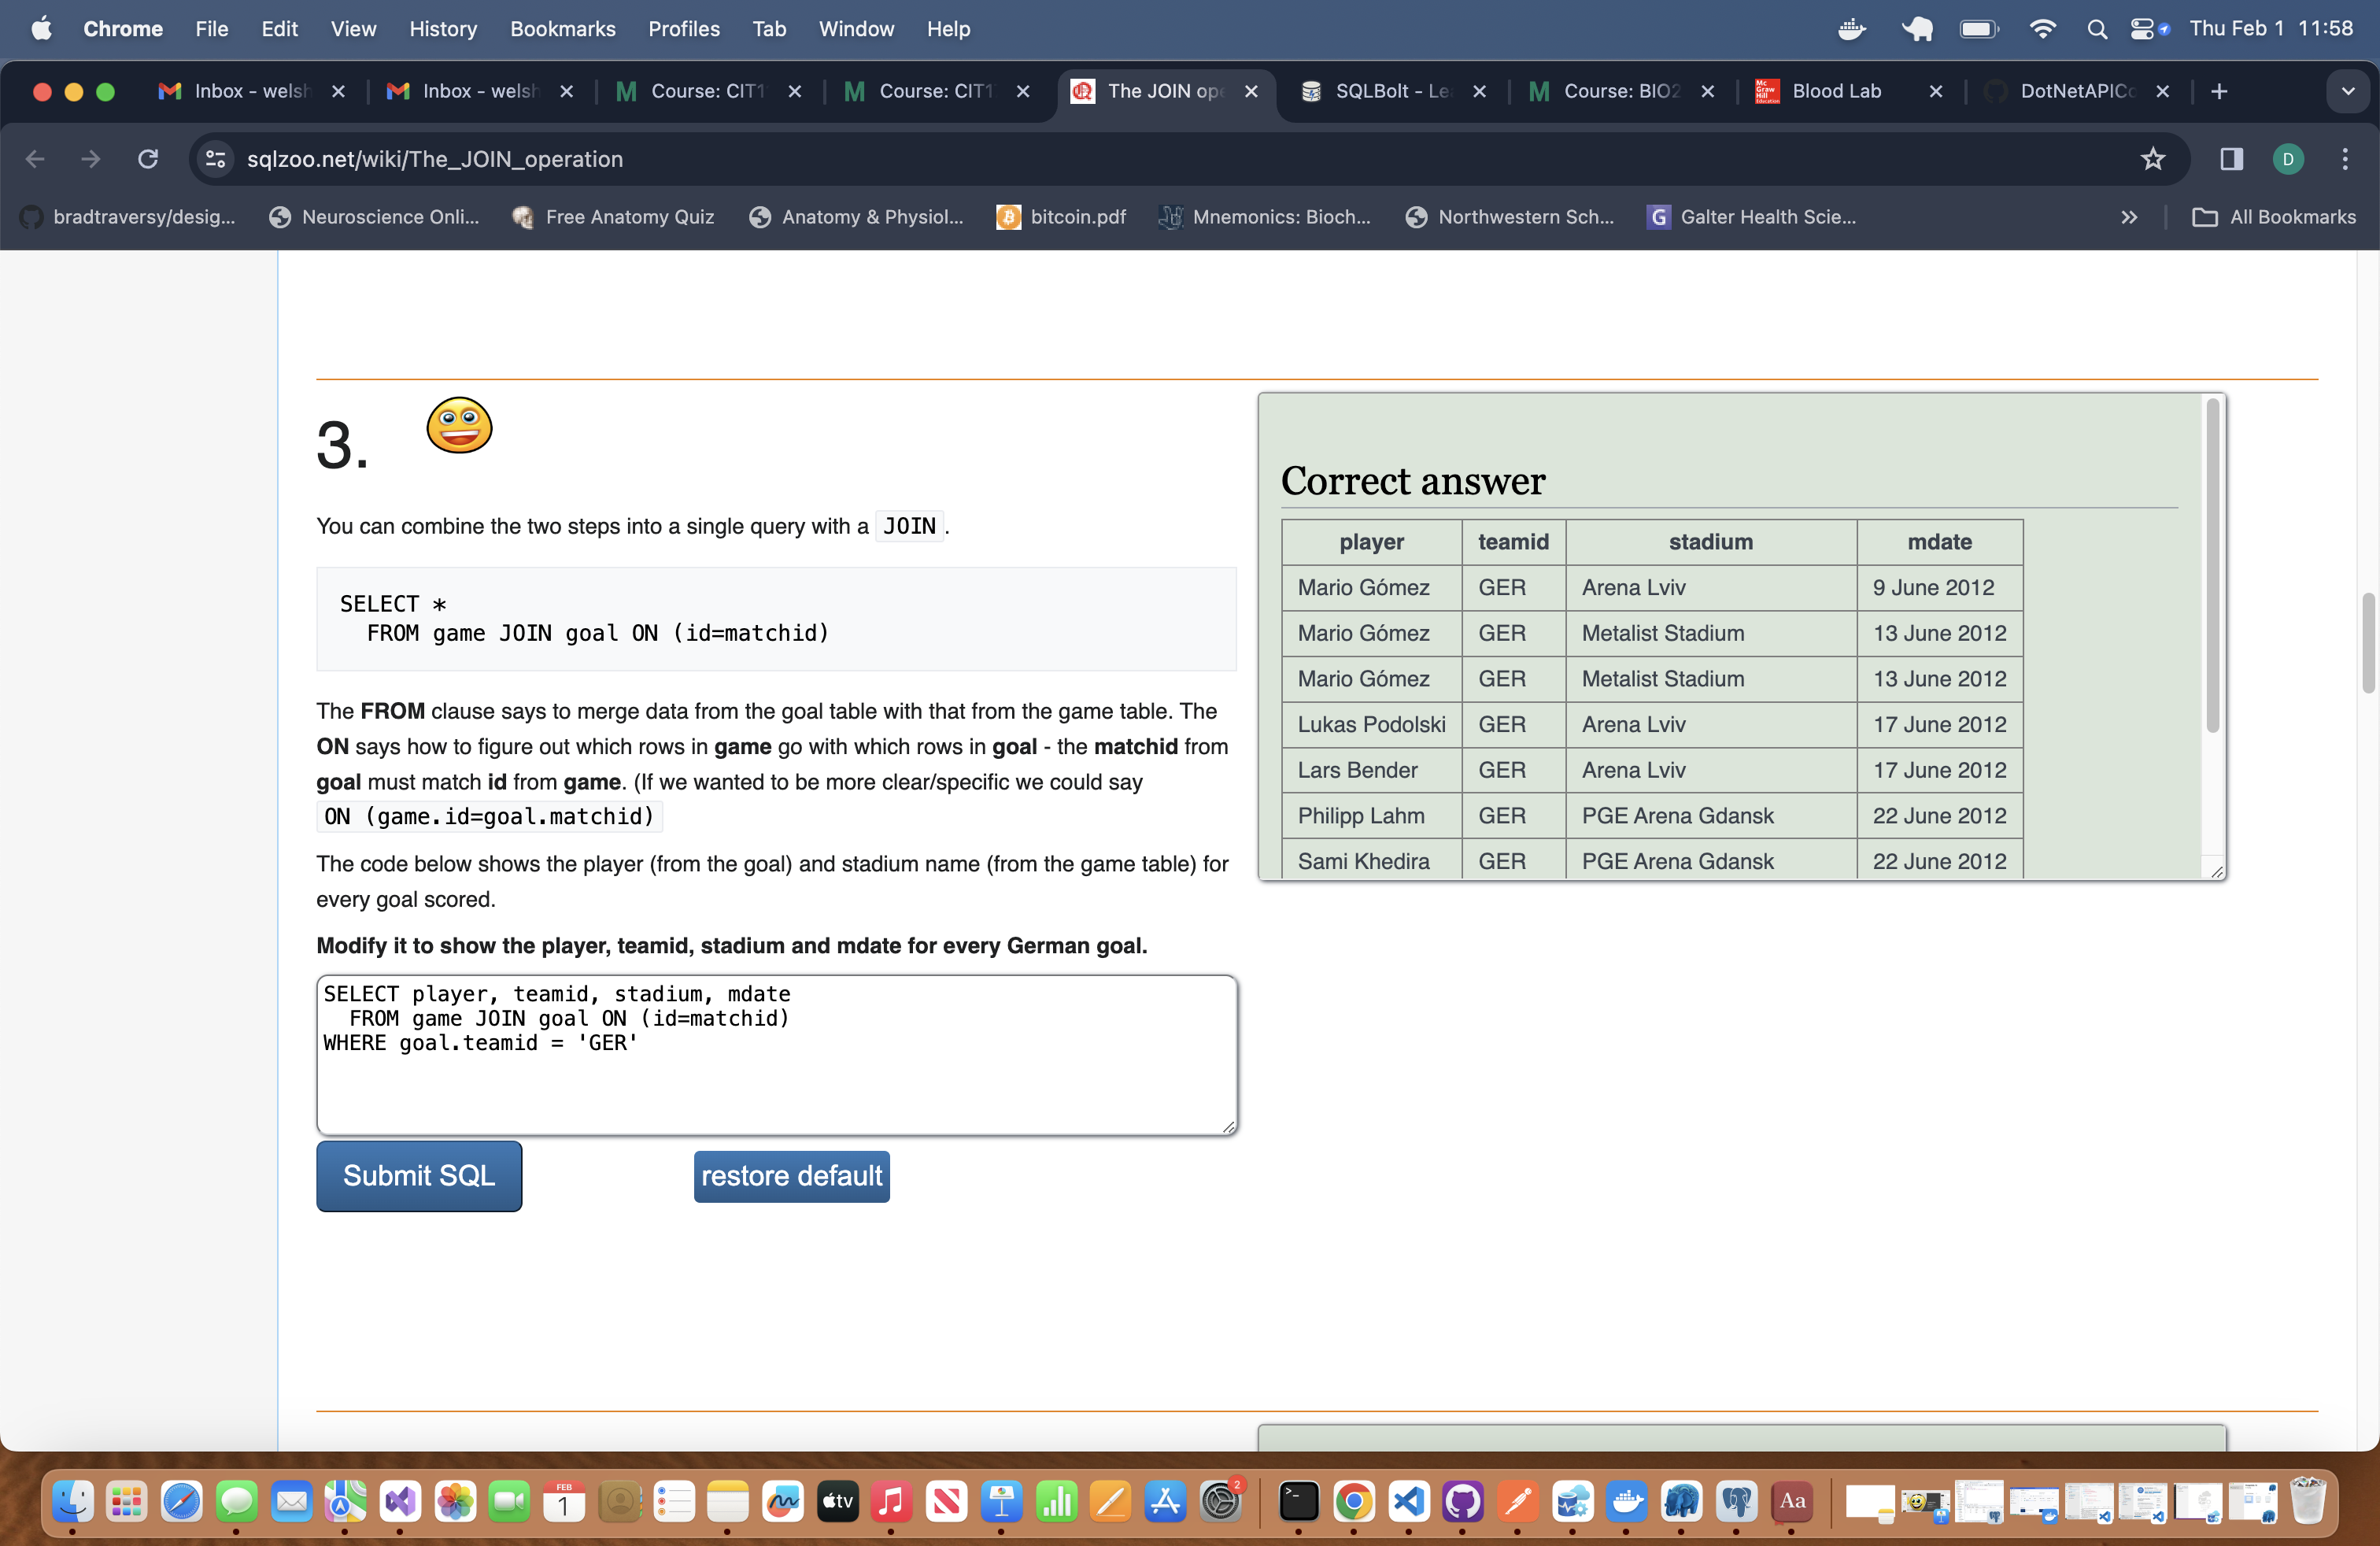 Chrome File Edit View History Bookmarks Profiles Tab Window Help Thu Feb 1 11:58
Inbox - welsh Inbox - welsh Course: CIT1 Course: CIT1 The JOIN ope SQLBolt - Le Course: BIO2 Blood Lab DotNetAPICo
sqlzoo.net/wiki/The_JOIN_operation D
bradtraversy/desig... Neuroscience Onli... Free Anatomy Quiz Anatomy & Physiol... bitcoin.pdf Mnemonics: Bioch... Northwestern Sch... G Galter Health Scie... » All Bookmarks
3.
You can combine the two steps into a single query with a JOIN.
SELECT *
FROM game JOIN goal ON (id=matchid)
The FROM clause says to merge data from the goal table with that from the game table. The
ON says how to figure out which rows in game go with which rows in goal - the matchid from
goal must match id from game. (If we wanted to be more clear/specific we could say
ON (game.id=goal.matchid)
The code below shows the player (from the goal) and stadium name (from the game table) for
every goal scored.
Modify it to show the player, teamid, stadium and mdate for every German goal.
SELECT player, teamid, stadium, mdate
FROM game JOIN goal ON (id=matchid)
WHERE goal.teamid = 'GER'
Submit SQL restore default
Correct answer
player teamid stadium mdate
Mario Gómez GER Arena Lviv 9 June 2012
Mario Gómez GER Metalist Stadium 13 June 2012
Mario Gómez GER Metalist Stadium 13 June 2012
Lukas Podolski GER Arena Lviv 17 June 2012
Lars Bender GER Arena Lviv 17 June 2012
Philipp Lahm GER PGE Arena Gdansk 22 June 2012
Sami Khedira GER PGE Arena Gdansk 22 June 2012
FEB
1
tv
2
Aa